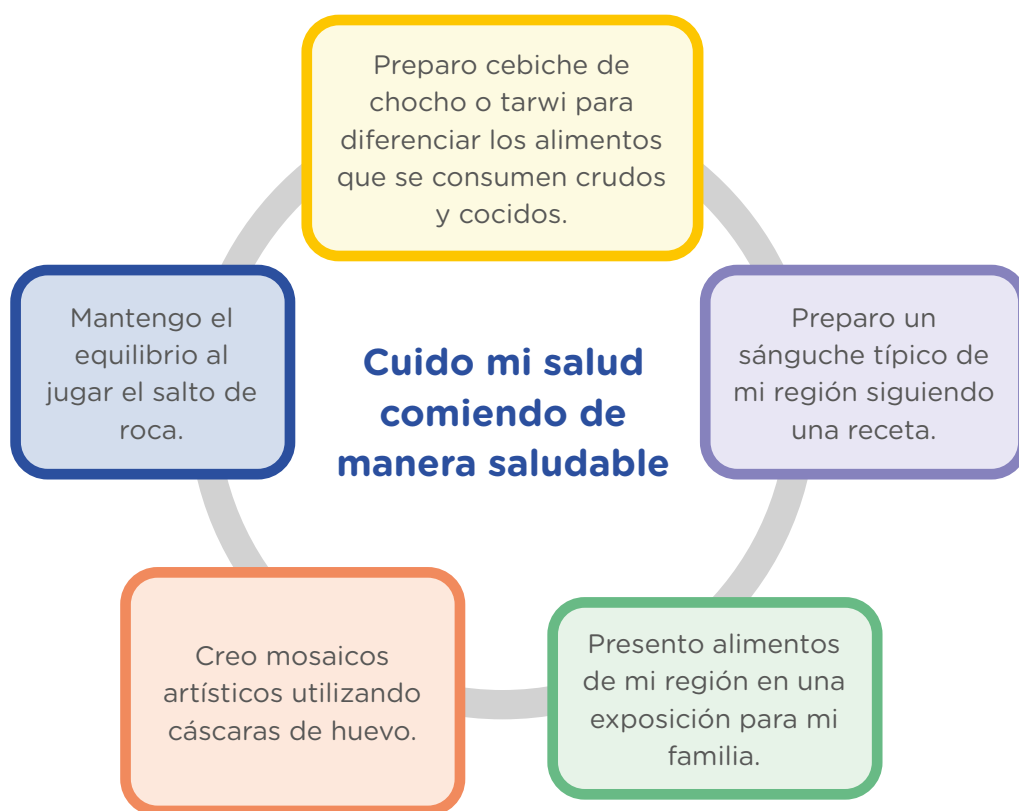 Preparo cebiche de
chocho o tarwi para
diferenciar los alimentos
que se consumen crudos
y cocidos.
Mantengo el
equilibrio al
jugar el salto de
roca.
Cuido mi salud
comiendo de
manera saludable
Preparo un
sánguche típico de
mi región siguiendo
una receta.
Creo mosaicos
artísticos utilizando
cáscaras de huevo.
Presento alimentos
de mi región en una
exposición para mi
familia.